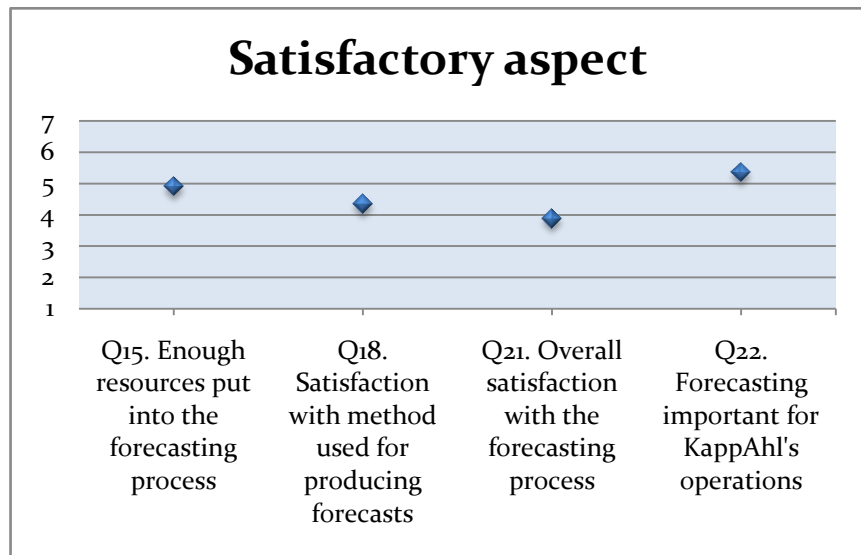 Satisfactory aspect
7
6
5
4
3
2
1
Q15. Enough
resources put
into the
forecasting
process
Q18.
Satisfaction
with method
used for
producing
forecasts
Q21. Overall
satisfaction
with the
forecasting
process
Q22.
Forecasting
important for
KappAhl's
operations